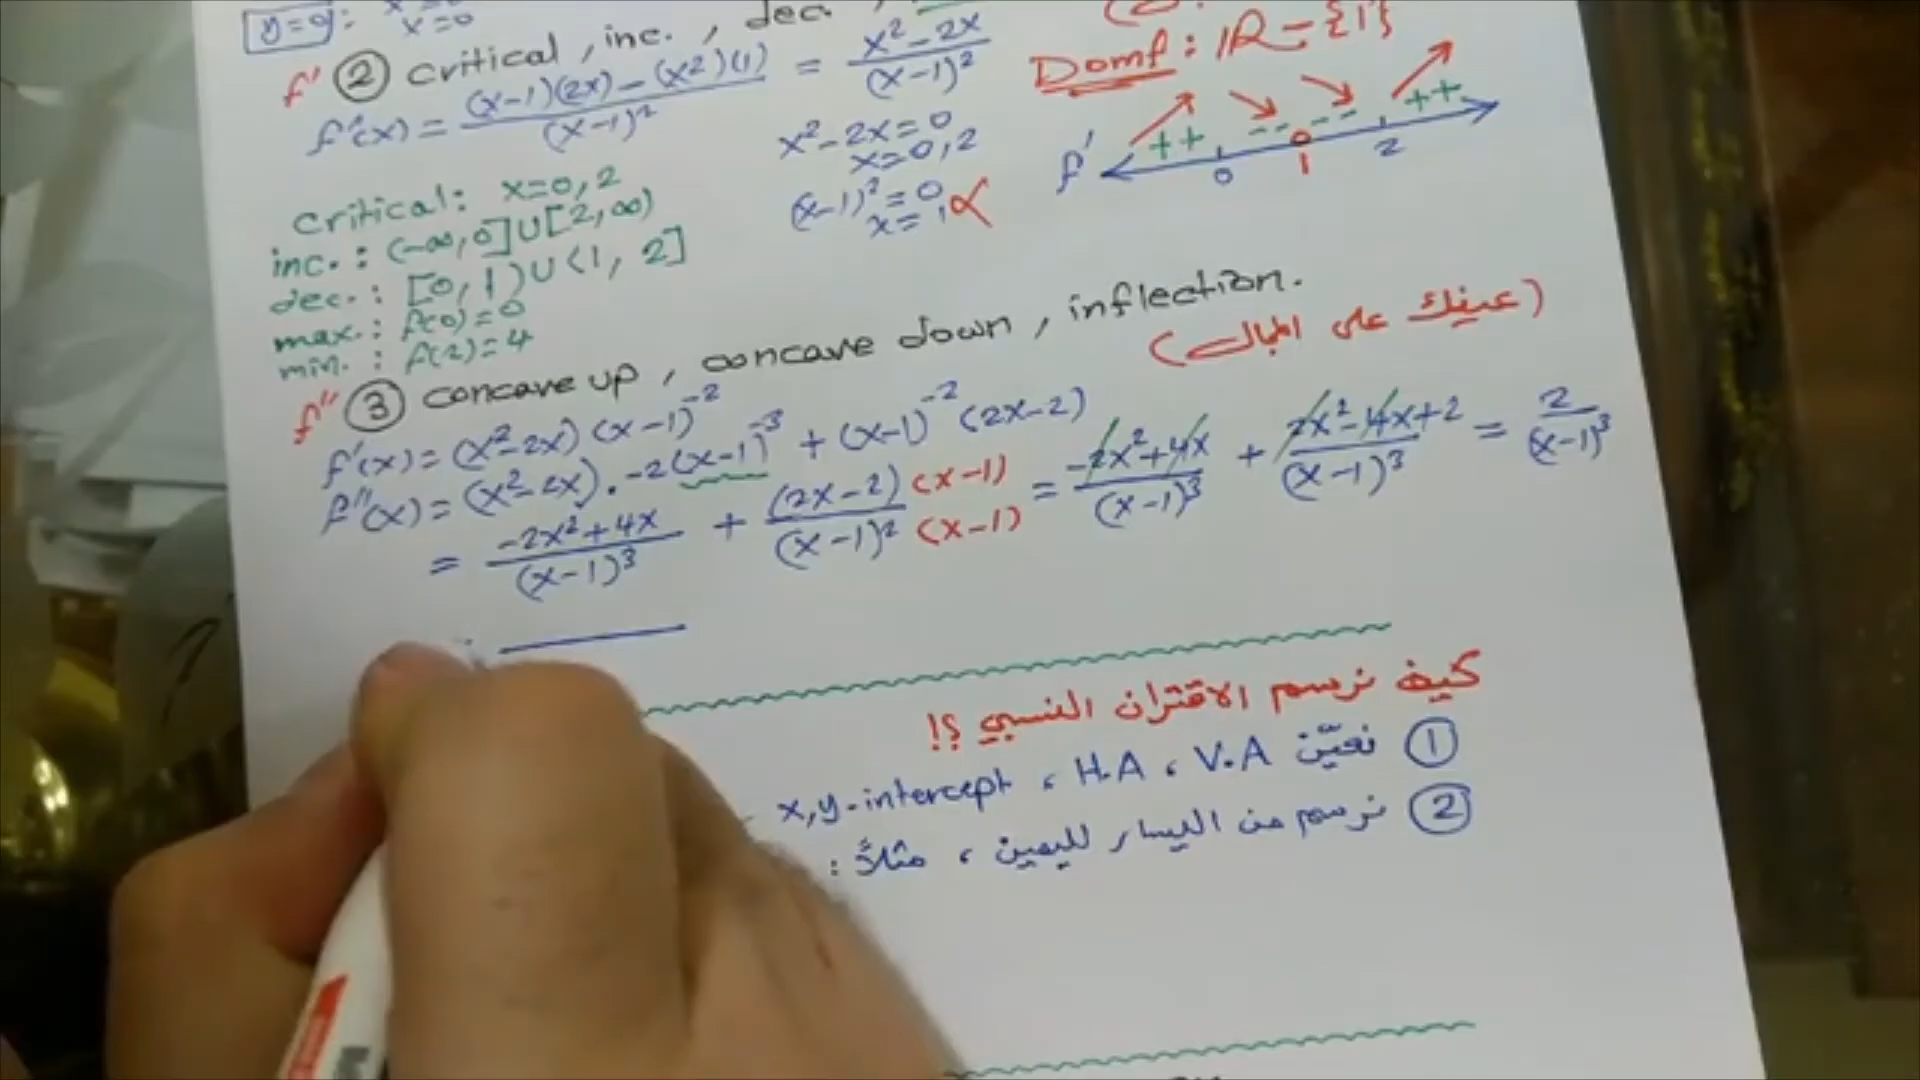 y=0: x=0
f' ② critical, inc., dec.
Domf: IR-{1}
f'(x) = (x-1)(2x)-(x²)(1) / (x-1)² = x²-2x / (x-1)²
x²-2x=0
x=0,2
(x-1)²=0
x=1
f' ++ 0 -- 1 -- 2 ++
critical: x=0,2
inc.: (-∞,0]∪[2,∞)
dec.: [0,1)∪(1,2]
max.: f(0)=0
min.: f(2)=4
f'' ③ concave up, concave down, inflection.
(عينك على المجال)
f'(x) = (x²-2x)(x-1)⁻²
f''(x) = (x²-2x).-2(x-1)⁻³ + (x-1)⁻²(2x-2)
= -2x²+4x / (x-1)³ + (2x-2)(x-1) / (x-1)²(x-1) = -2x²+4x / (x-1)³ + 2x²-4x+2 / (x-1)³ = 2 / (x-1)³
كيف نرسم الاقتران النسبي ؟!
① نعيّن V.A ، H.A ، x,y-intercept
② نرسم من اليسار لليمين ، مثلاً :